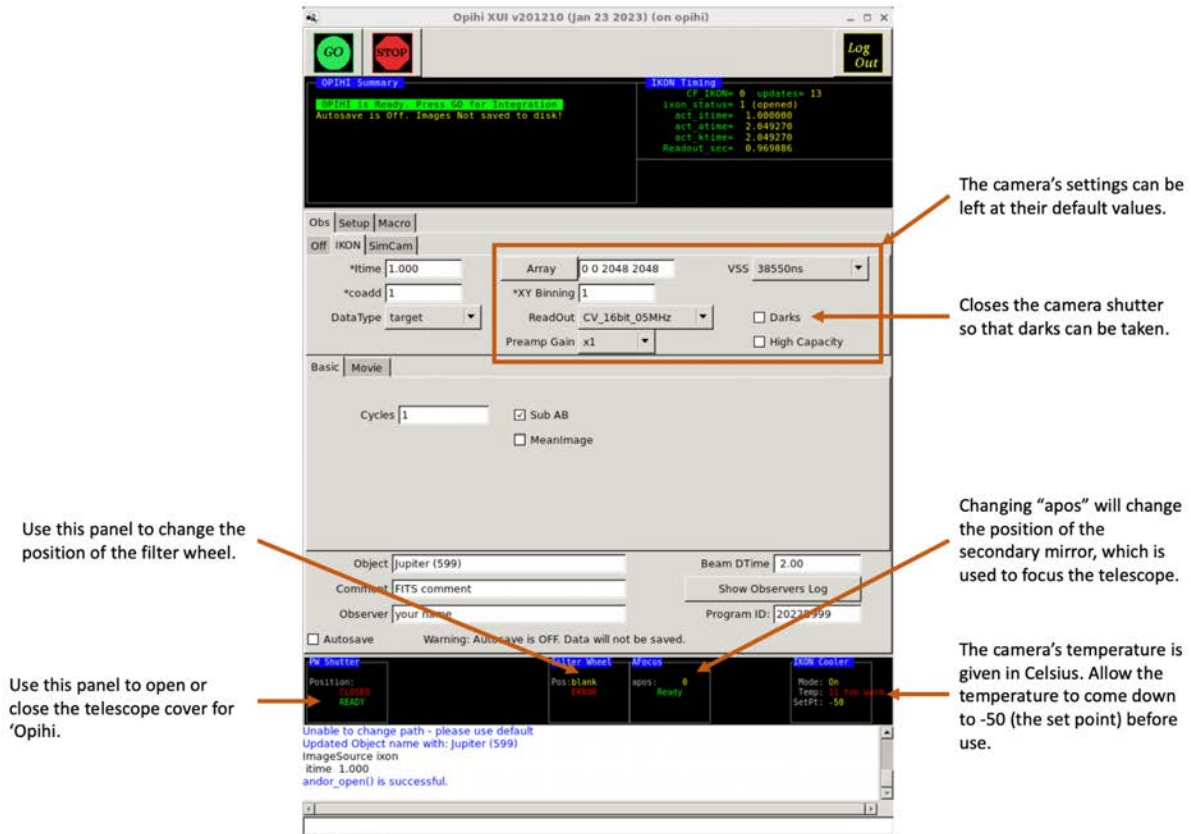 Opihi XUI v201210 (Jan 23 2023) (on opihi)
GO
STOP
Log
Out
OPIHI Summary
OPIHI is Ready. Press GO for Integration
Autosave is Off. Images Not saved to disk!
IKON Timing
CF_IKON= 0 updates= 13
ixon_status= 1 (opened)
act_itime= 1.000000
act_atime= 2.049270
act_ktime= 2.049270
Readout_sec= 0.969886
The camera's settings can be
left at their default values.
Obs Setup Macro
Off IKON SimCam
*Itime 1.000
Array 0 0 2048 2048
VSS 38550ns
*coadd 1
*XY Binning 1
DataType target
ReadOut CV_16bit_05MHz
Darks
Preamp Gain x1
High Capacity
Closes the camera shutter
so that darks can be taken.
Basic Movie
Cycles 1
Sub AB
MeanImage
Use this panel to change the
position of the filter wheel.
Changing "apos" will change
the position of the
secondary mirror, which is
used to focus the telescope.
Object Jupiter (599)
Beam DTime 2.00
Comment FITS comment
Show Observers Log
Observer your name
Program ID: 2022B999
Autosave
Warning: Autosave is OFF. Data will not be saved.
PW Shutter
Position:
CLOSED
READY
Filter Wheel
Pos:blank
ERROR
AFocus
apos: 0
Ready
IKON Cooler
Mode: On
Temp: too warm
SetPt: -50
Use this panel to open or
close the telescope cover for
'Opihi.
The camera's temperature is
given in Celsius. Allow the
temperature to come down
to -50 (the set point) before
use.
Unable to change path - please use default
Updated Object name with: Jupiter (599)
ImageSource ixon
itime 1.000
andor_open() is successful.